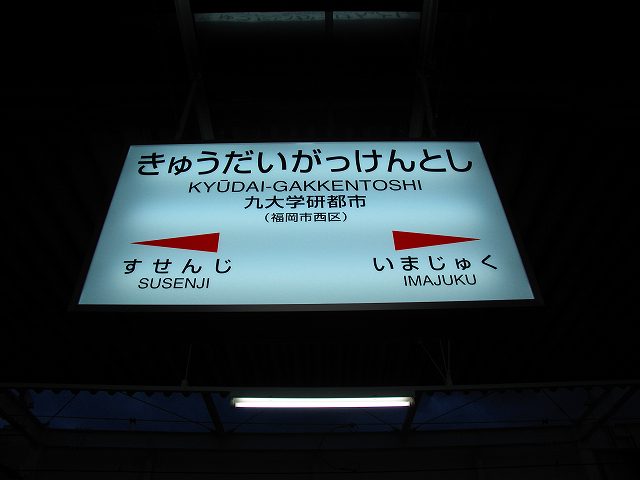 きゅうだいがっけんとし
KYŪDAI-GAKKENTOSHI
九大学研都市
(福岡市西区)
すせんじ
SUSENJI
いまじゅく
IMAJUKU